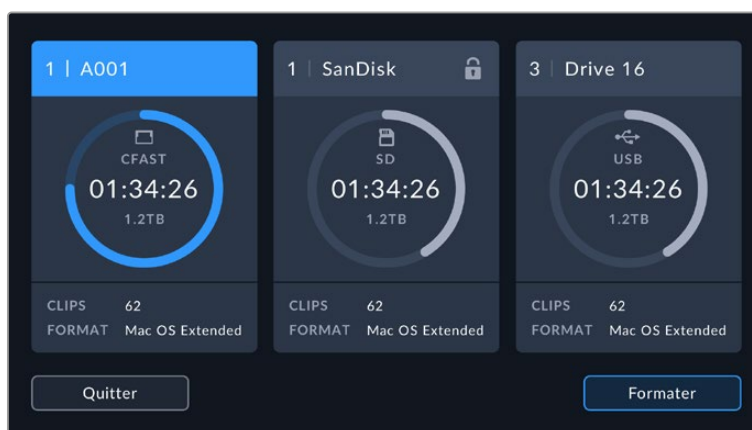 1 | A001
CFAST
01:34:26
1.2TB
CLIPS 62
FORMAT Mac OS Extended
1 | SanDisk
SD
01:34:26
1.2TB
CLIPS 62
FORMAT Mac OS Extended
3 | Drive 16
USB
01:34:26
1.2TB
CLIPS 62
FORMAT Mac OS Extended
Quitter
Formater